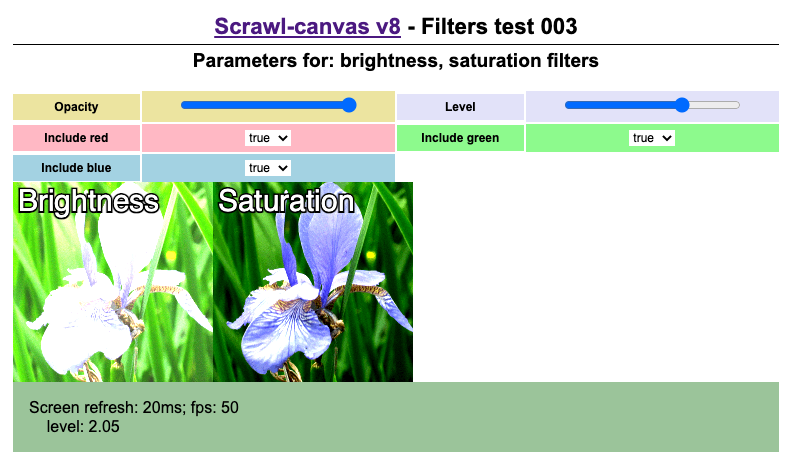 Scrawl-canvas v8 - Filters test 003
Parameters for: brightness, saturation filters
Opacity
Level
Include red
true
Include green
true
Include blue
true
Brightness
Saturation
Screen refresh: 20ms; fps: 50
level: 2.05